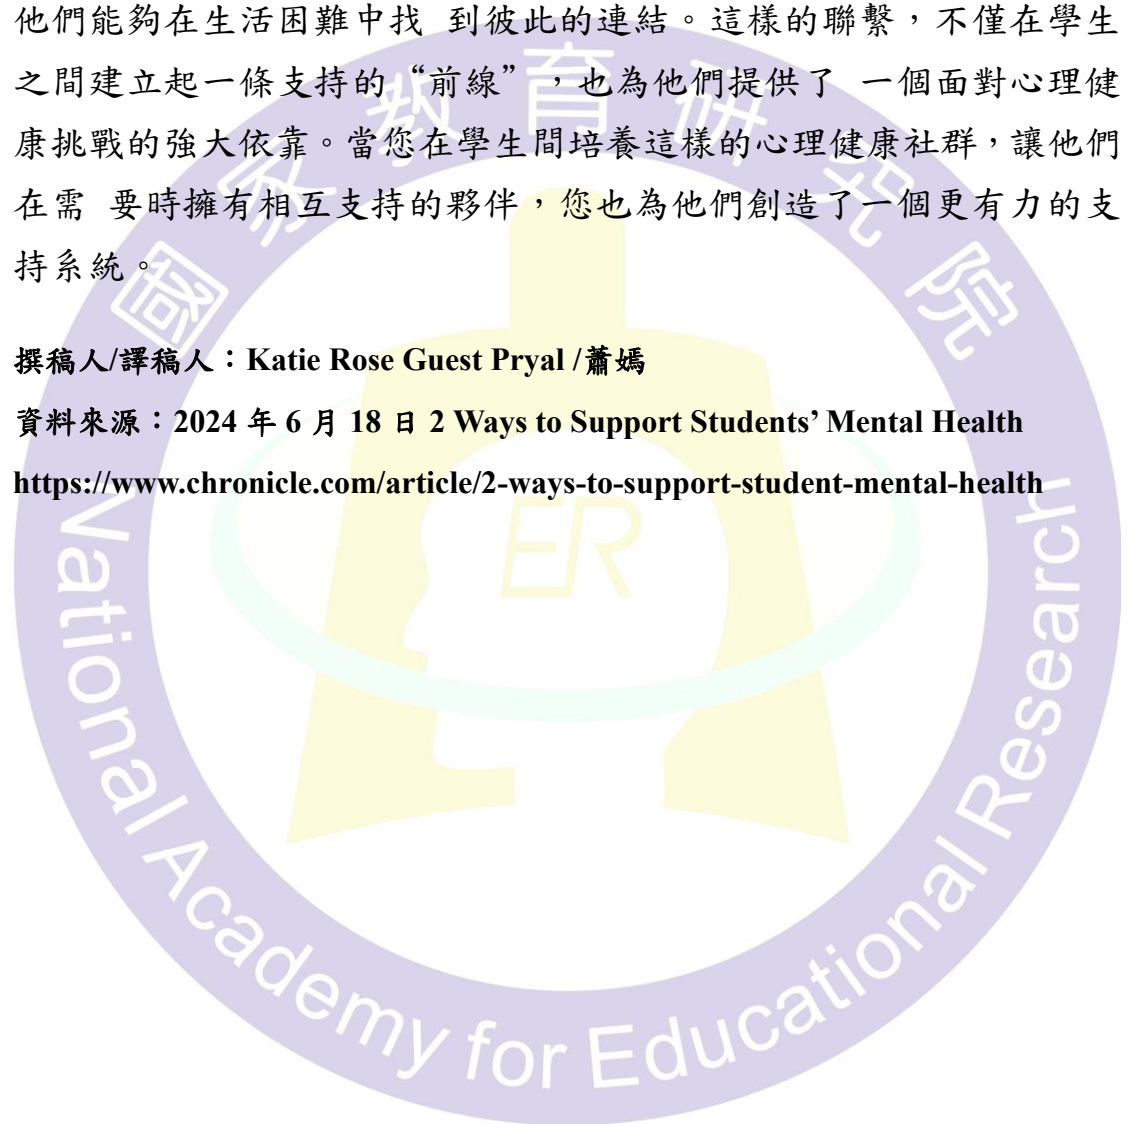 他們能夠在生活困難中找 到彼此的連結。這樣的聯繫，不僅在學生
之間建立起一條支持的“前線”，也為他們提供了 一個面對心理健
康挑戰的強大依靠。當您在學生間培養這樣的心理健康社群，讓他們
在需 要時擁有相互支持的夥伴，您也為他們創造了一個更有力的支
持系統。
撰稿人/譯稿人：Katie Rose Guest Pryal /蕭嫣
資料來源：2024 年 6 月 18 日 2 Ways to Support Students’ Mental Health
https://www.chronicle.com/article/2-ways-to-support-student-mental-health
國家教育研究院
ER
National Academy for Educational Research